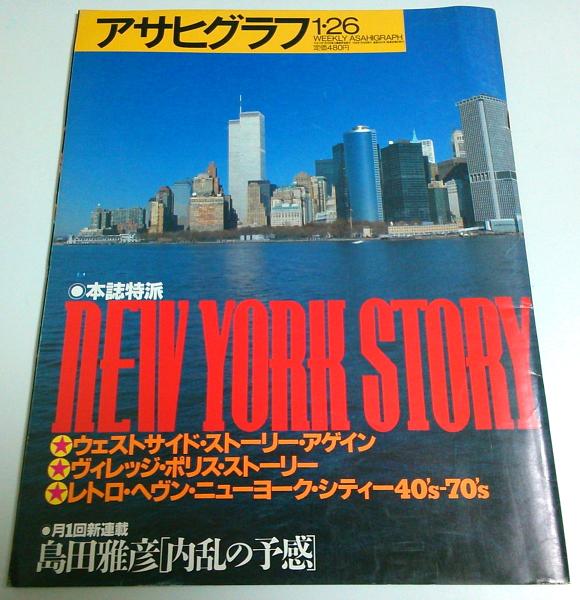 アサヒグラフ
1・26
WEEKLY ASAHIGRAPH
定価480円
◉本誌特派
NEW YORK STORY
★ウェストサイド・ストーリー・アゲイン
★ヴィレッジ・ポリス・ストーリー
★レトロ・ヘヴン・ニューヨーク・シティー40's-70's
●月1回新連載
島田雅彦「内乱の予感」